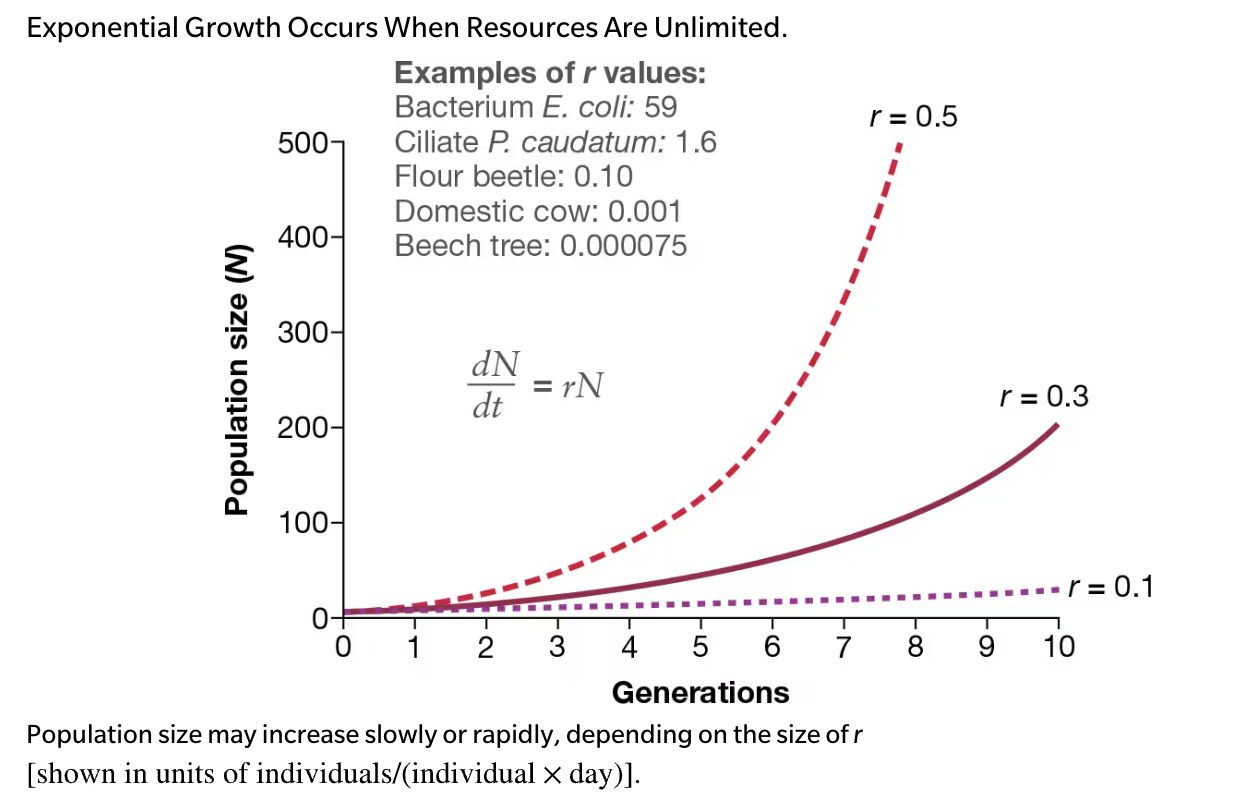 Exponential Growth Occurs When Resources Are Unlimited.
Examples of r values:
Bacterium E. coli: 59
Ciliate P. caudatum: 1.6
Flour beetle: 0.10
Domestic cow: 0.001
Beech tree: 0.000075
r = 0.5
500
400
300
200
100
0
Population size (N)
dN/dt = rN
r = 0.3
r = 0.1
0 1 2 3 4 5 6 7 8 9 10
Generations
Population size may increase slowly or rapidly, depending on the size of r
[shown in units of individuals/(individual × day)].